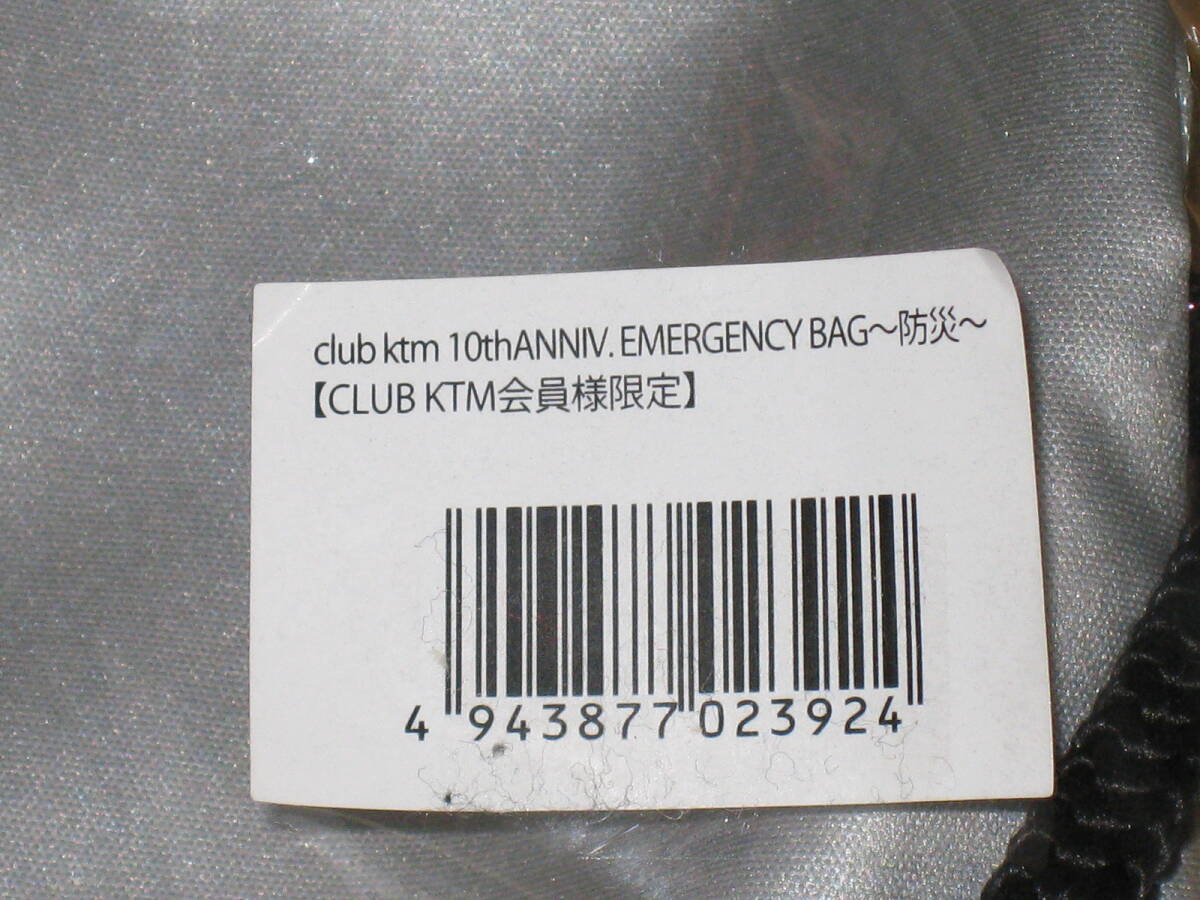 club ktm 10thANNIV. EMERGENCY BAG～防災～
【CLUB KTM会員様限定】
4 943877 023924